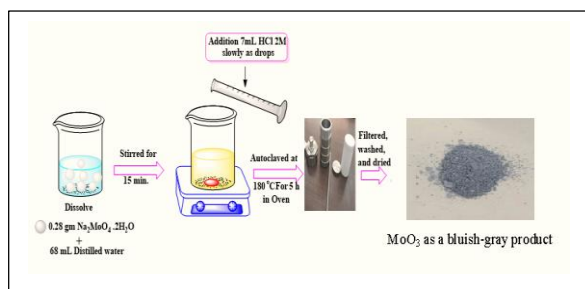 Addition 7mL HCl 2M
slowly as drops
Stirred for
15 min.
Autoclaved at
180 °C For 5 h
in Oven
Filtered,
washed,
and dried
Dissolve
0.28 gm Na₂MoO₄ .2H₂O
+
68 mL Distilled water
MoO₃ as a bluish-gray product